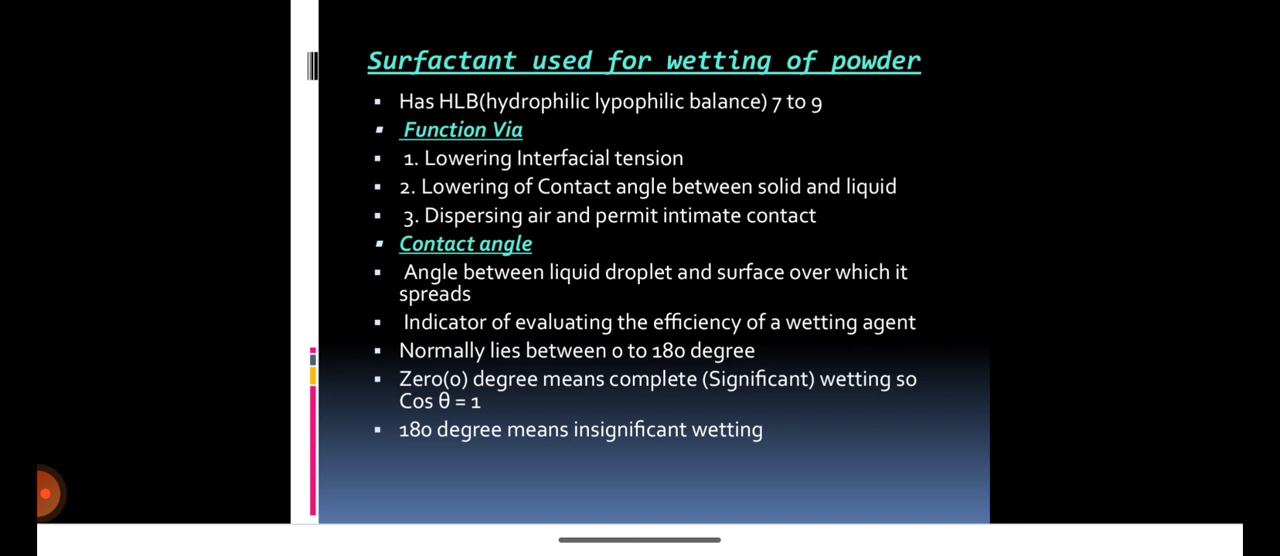 Surfactant used for wetting of powder
▪ Has HLB(hydrophilic lypophilic balance) 7 to 9
▪ Function Via
▪ 1. Lowering Interfacial tension
▪ 2. Lowering of Contact angle between solid and liquid
▪ 3. Dispersing air and permit intimate contact
▪ Contact angle
▪ Angle between liquid droplet and surface over which it
spreads
▪ Indicator of evaluating the efficiency of a wetting agent
▪ Normally lies between 0 to 180 degree
▪ Zero(0) degree means complete (Significant) wetting so
Cos θ = 1
▪ 180 degree means insignificant wetting